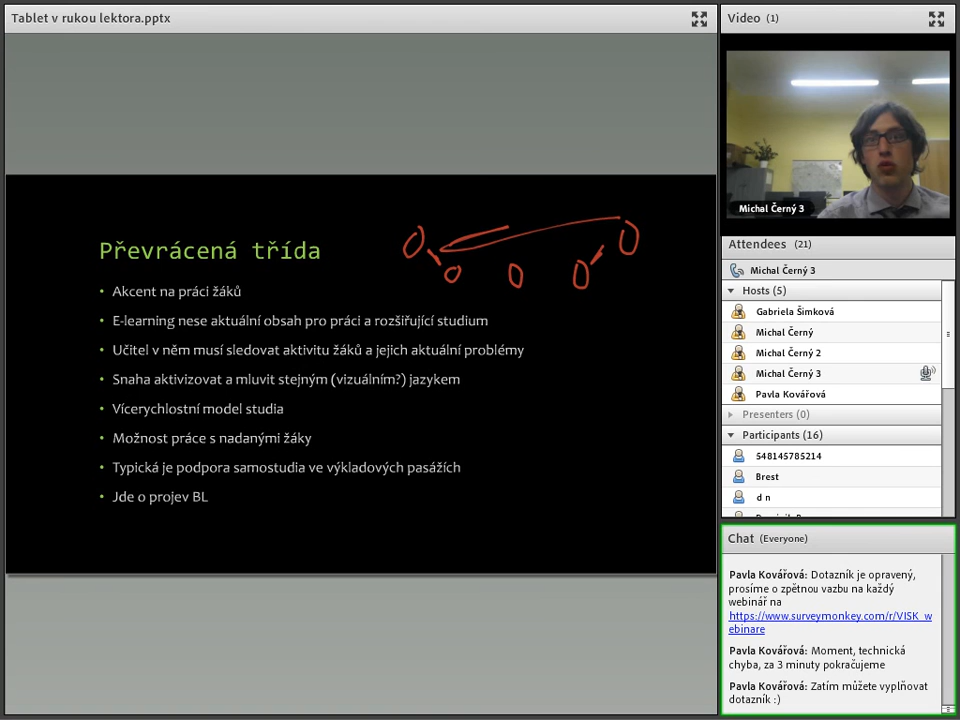 Tablet v rukou lektora.pptx
Převrácená třída
• Akcent na práci žáků
• E-learning nese aktuální obsah pro práci a rozšiřující studium
• Učitel v něm musí sledovat aktivitu žáků a jejich aktuální problémy
• Snaha aktivizovat a mluvit stejným (vizuálním?) jazykem
• Vícerychlostní model studia
• Možnost práce s nadanými žáky
• Typická je podpora samostudia ve výkladových pasážích
• Jde o projev BL
Video (1)
Michal Černý 3
Attendees (21)
Michal Černý 3
Hosts (5)
Gabriela Šimková
Michal Černý
Michal Černý 2
Michal Černý 3
Pavla Kovářová
Presenters (0)
Participants (16)
548145785214
Brest
d n
Chat (Everyone)
Pavla Kovářová: Dotazník je opravený,
prosíme o zpětnou vazbu na každý
webinář na
https://www.surveymonkey.com/r/VISK_w
ebinare
Pavla Kovářová: Moment, technická
chyba, za 3 minuty pokračujeme
Pavla Kovářová: Zatím můžete vyplňovat
dotazník :)